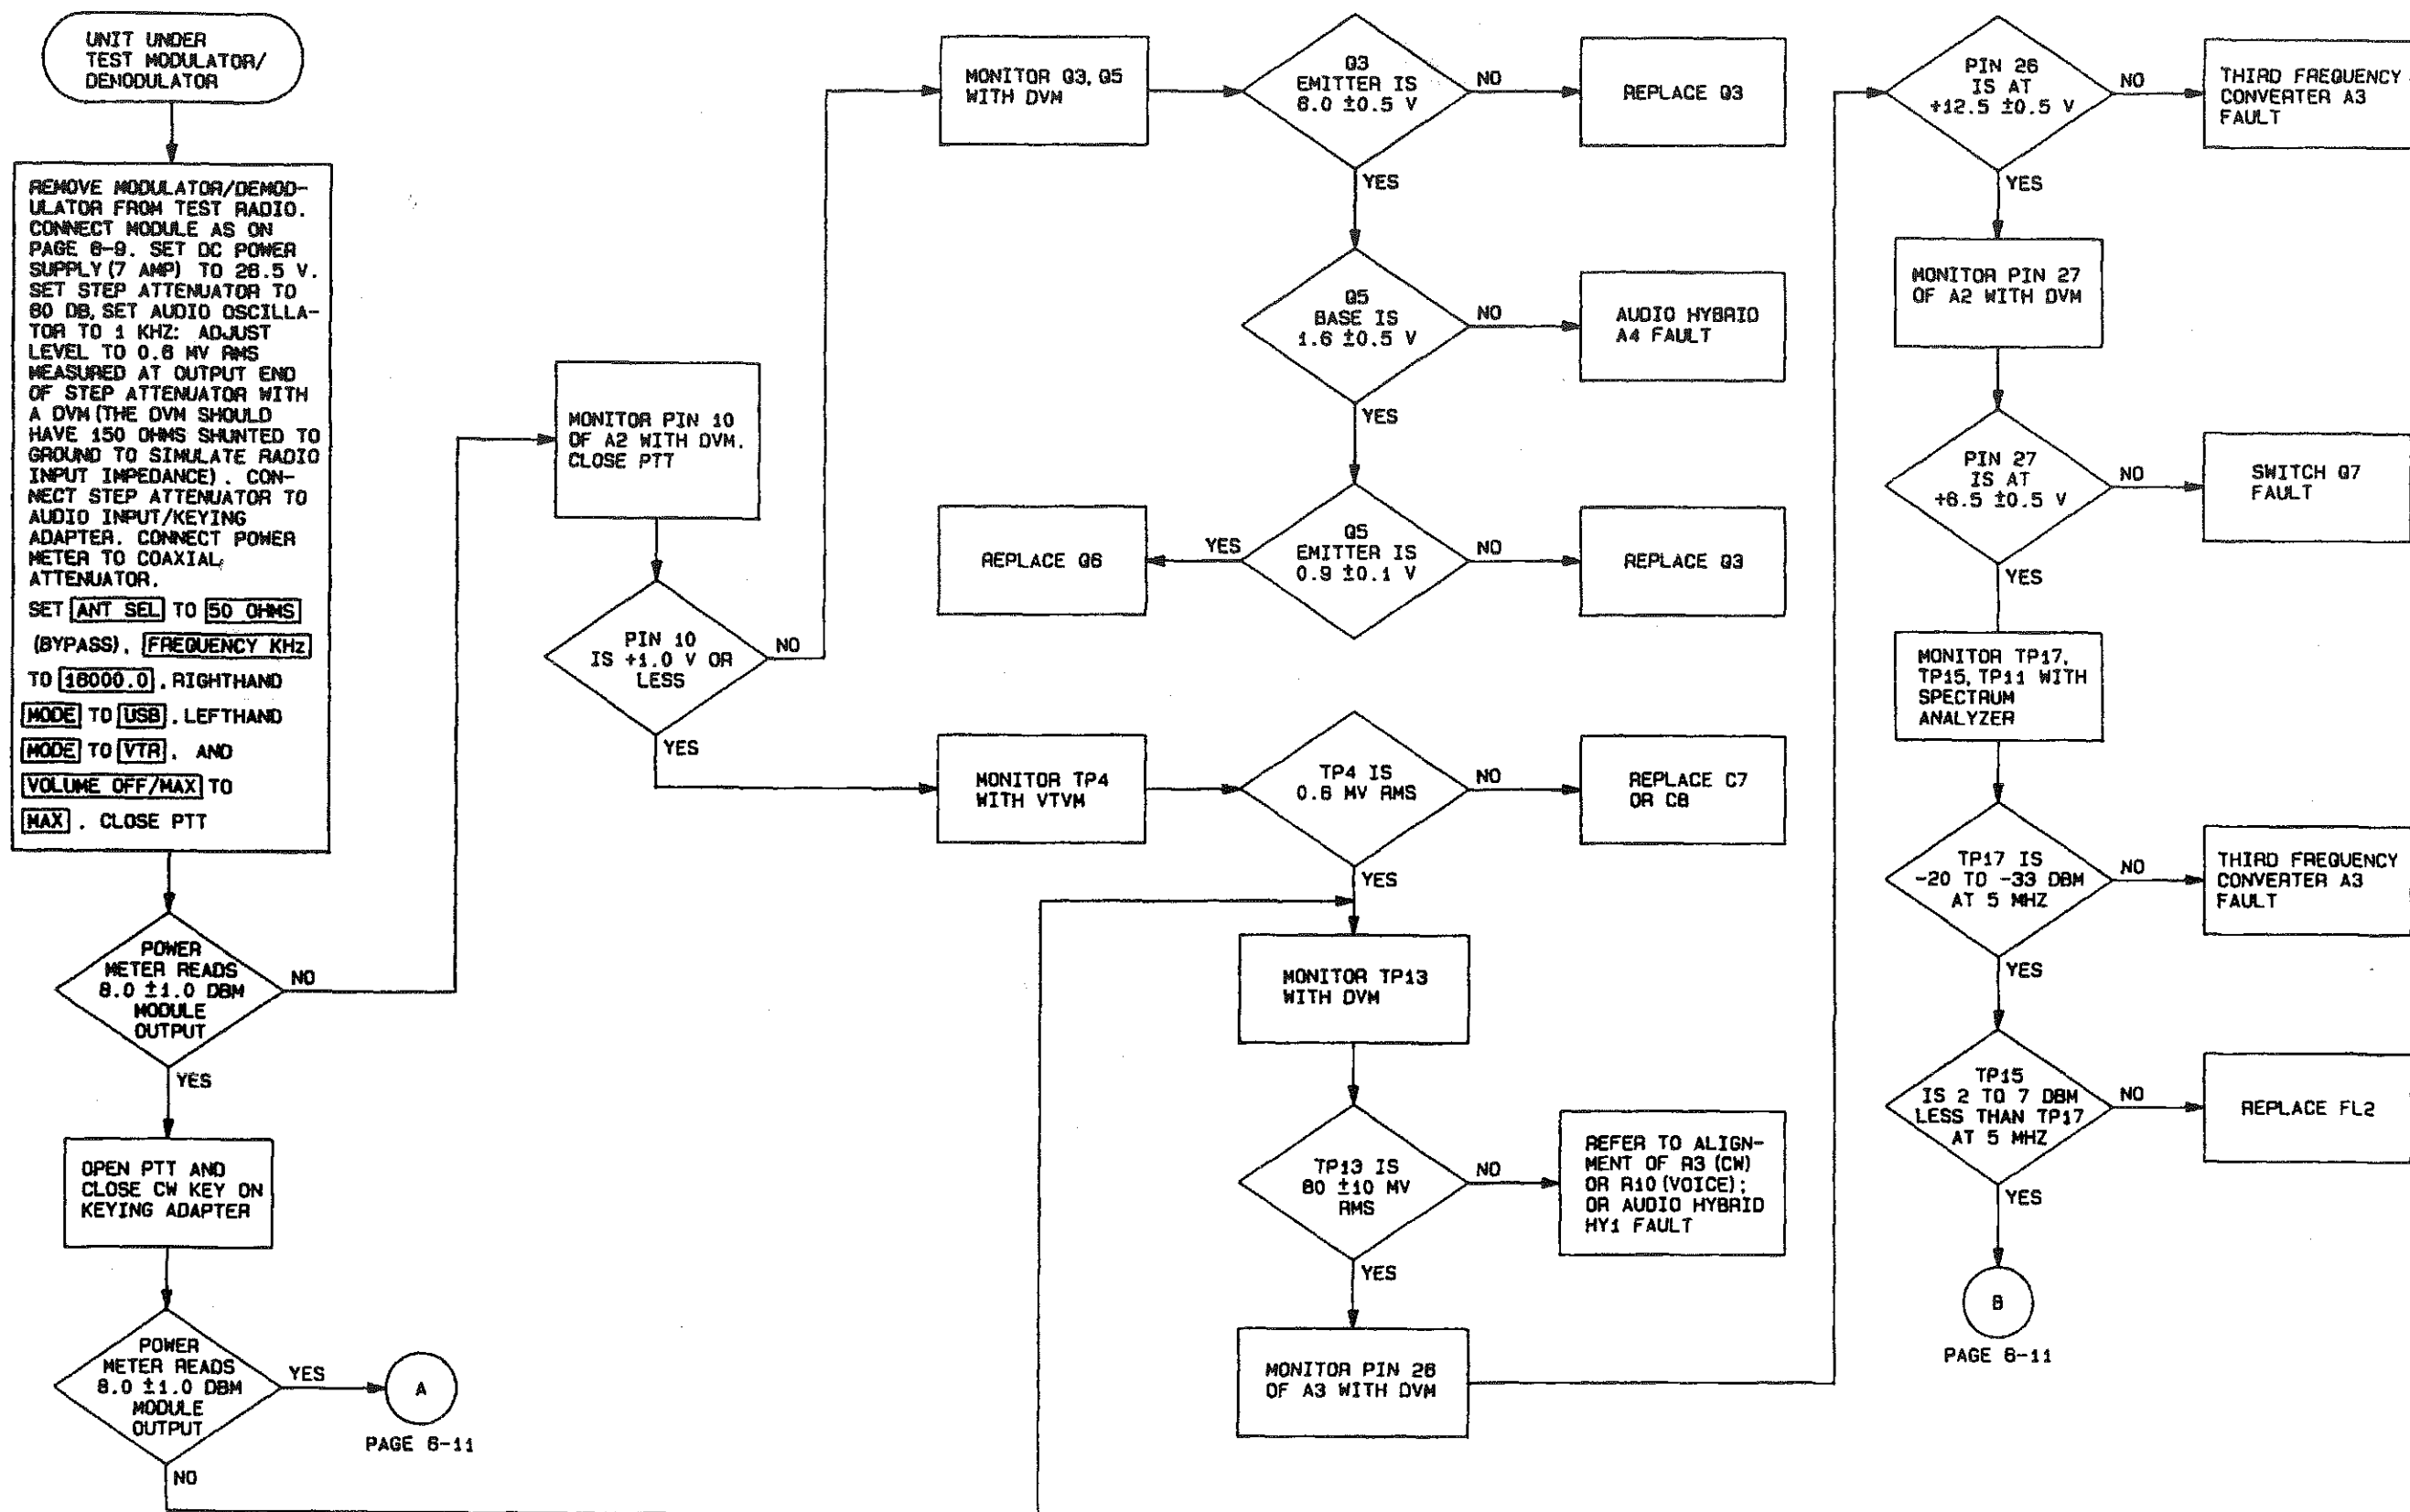 UNIT UNDER
TEST MODULATOR/
DEMODULATOR
REMOVE MODULATOR/DEMOD-
ULATOR FROM TEST RADIO.
CONNECT MODULE AS ON
PAGE 6-9. SET DC POWER
SUPPLY (7 AMP) TO 26.5 V.
SET STEP ATTENUATOR TO
60 DB, SET AUDIO OSCILLA-
TOR TO 1 KHZ: ADJUST
LEVEL TO 0.6 MV RMS
MEASURED AT OUTPUT END
OF STEP ATTENUATOR WITH
A DVM (THE DVM SHOULD
HAVE 150 OHMS SHUNTED TO
GROUND TO SIMULATE RADIO
INPUT IMPEDANCE). CON-
NECT STEP ATTENUATOR TO
AUDIO INPUT/KEYING
ADAPTER. CONNECT POWER
METER TO COAXIAL
ATTENUATOR.
SET ANT SEL TO 50 OHMS
(BYPASS), FREQUENCY KHz
TO 16000.0, RIGHTHAND
MODE TO USB, LEFTHAND
MODE TO VTR, AND
VOLUME OFF/MAX TO
MAX. CLOSE PTT
POWER
METER READS
8.0 ±1.0 DBM
MODULE
OUTPUT
NO
YES
OPEN PTT AND
CLOSE CW KEY ON
KEYING ADAPTER
POWER
METER READS
8.0 ±1.0 DBM
MODULE
OUTPUT
YES
A
PAGE 6-11
NO
MONITOR PIN 10
OF A2 WITH DVM.
CLOSE PTT
PIN 10
IS +1.0 V OR
LESS
NO
YES
MONITOR Q3, Q5
WITH DVM
Q3
EMITTER IS
8.0 ±0.5 V
NO
REPLACE Q3
YES
Q5
BASE IS
1.6 ±0.5 V
NO
AUDIO HYBRID
A4 FAULT
YES
Q5
EMITTER IS
0.9 ±0.1 V
YES
REPLACE Q6
NO
REPLACE Q3
MONITOR TP4
WITH VTVM
TP4 IS
0.6 MV RMS
NO
REPLACE C7
OR C8
YES
MONITOR TP13
WITH DVM
TP13 IS
80 ±10 MV
RMS
NO
REFER TO ALIGN-
MENT OF R3 (CW)
OR R10 (VOICE);
OR AUDIO HYBRID
HY1 FAULT
YES
MONITOR PIN 26
OF A3 WITH DVM
PIN 26
IS AT
+12.5 ±0.5 V
NO
THIRD FREQUENCY
CONVERTER A3
FAULT
YES
MONITOR PIN 27
OF A2 WITH DVM
PIN 27
IS AT
+6.5 ±0.5 V
NO
SWITCH Q7
FAULT
YES
MONITOR TP17,
TP15, TP11 WITH
SPECTRUM
ANALYZER
TP17 IS
-20 TO -33 DBM
AT 5 MHZ
NO
THIRD FREQUENCY
CONVERTER A3
FAULT
YES
TP15
IS 2 TO 7 DBM
LESS THAN TP17
AT 5 MHZ
NO
REPLACE FL2
YES
B
PAGE 6-11